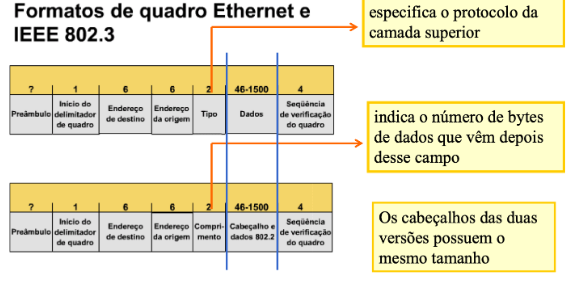 Formatos de quadro Ethernet e
IEEE 802.3
especifica o protocolo da
camada superior
? 1 6 6 2 46-1500 4
Preâmbulo
Início do
delimitador
de quadro
Endereço
de destino
Endereço
da origem
Tipo
Dados
Seqüência
de verificação
do quadro
indica o número de bytes
de dados que vêm depois
desse campo
? 1 6 6 2 46-1500 4
Preâmbulo
Início do
delimitador
de quadro
Endereço
de destino
Endereço
da origem
Compri-
mento
Cabeçalho e
dados 802.2
Seqüência
de verificação
do quadro
Os cabeçalhos das duas
versões possuem o
mesmo tamanho